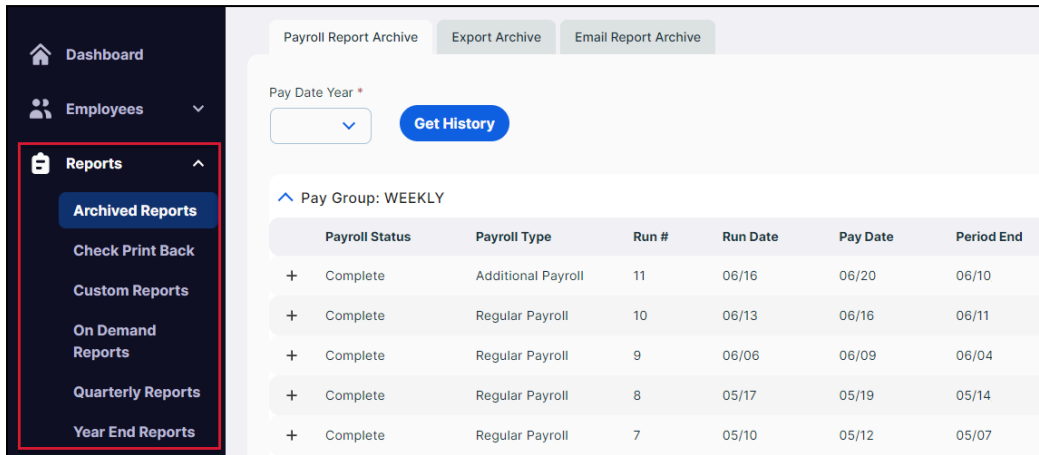 Dashboard
Employees
Reports
Archived Reports
Check Print Back
Custom Reports
On Demand
Reports
Quarterly Reports
Year End Reports
Payroll Report Archive Export Archive Email Report Archive
Pay Date Year *
Get History
Pay Group: WEEKLY
Payroll Status Payroll Type Run # Run Date Pay Date Period End
+ Complete Additional Payroll 11 06/16 06/20 06/10
+ Complete Regular Payroll 10 06/13 06/16 06/11
+ Complete Regular Payroll 9 06/06 06/09 06/04
+ Complete Regular Payroll 8 05/17 05/19 05/14
+ Complete Regular Payroll 7 05/10 05/12 05/07